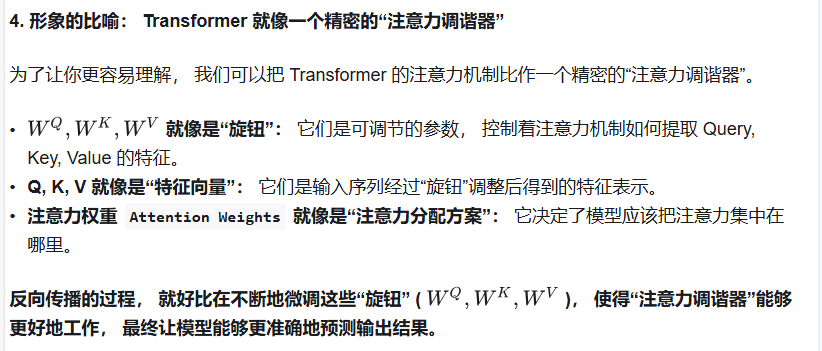 4. 形象的比喻： Transformer 就像一个精密的“注意力调谐器”
为了让你更容易理解， 我们可以把 Transformer 的注意力机制比作一个精密的“注意力调谐器”。
• W^Q, W^K, W^V 就像是“旋钮”： 它们是可调节的参数， 控制着注意力机制如何提取 Query,
Key, Value 的特征。
• Q, K, V 就像是“特征向量”： 它们是输入序列经过“旋钮”调整后得到的特征表示。
• 注意力权重 Attention Weights 就像是“注意力分配方案”： 它决定了模型应该把注意力集中在
哪里。
反向传播的过程， 就好比在不断地微调这些“旋钮” ( W^Q, W^K, W^V )， 使得“注意力调谐器”能够
更好地工作， 最终让模型能够更准确地预测输出结果。